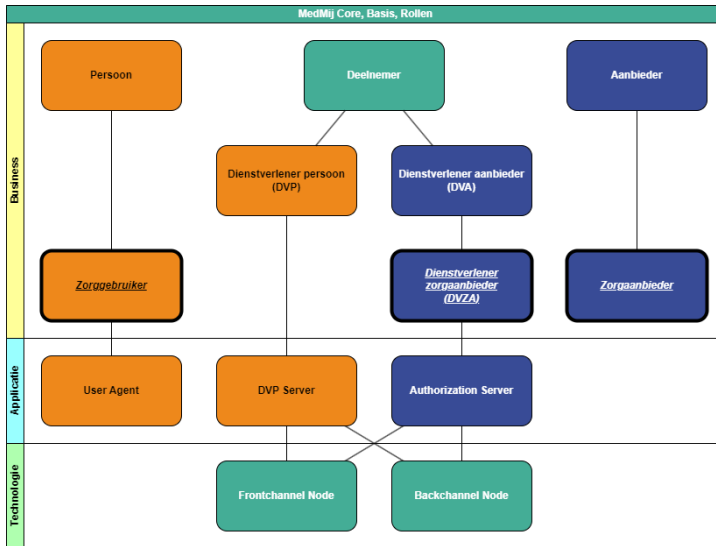 MedMij Core, Basis, Rollen
Business
Persoon
Deelnemer
Aanbieder
Dienstverlener persoon
(DVP)
Dienstverlener aanbieder
(DVA)
Zorggebruiker
Dienstverlener
zorgaanbieder
(DVZA)
Zorgaanbieder
Applicatie
User Agent
DVP Server
Authorization Server
Technologie
Frontchannel Node
Backchannel Node